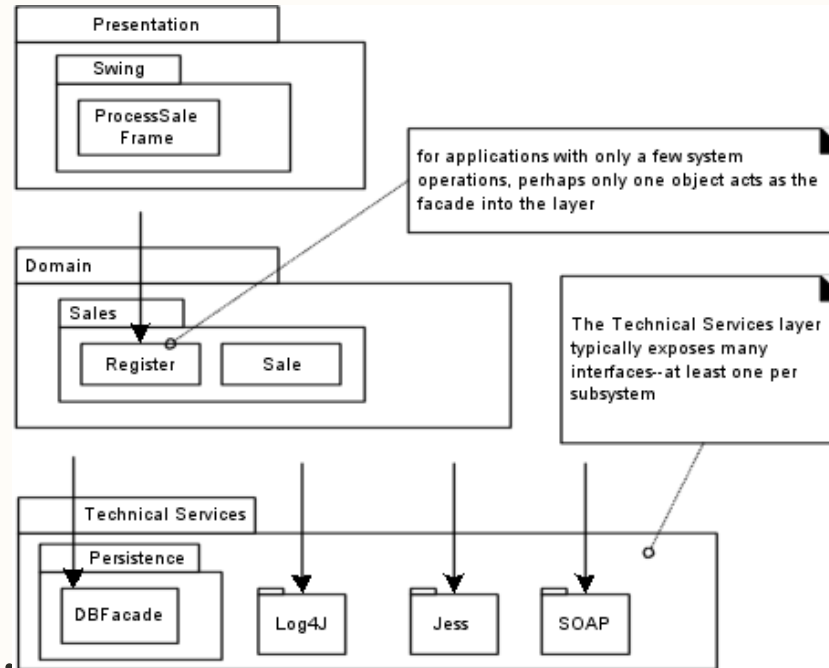 Presentation
Swing
ProcessSale
Frame
for applications with only a few system
operations, perhaps only one object acts as the
facade into the layer
Domain
Sales
Register
Sale
The Technical Services layer
typically exposes many
interfaces--at least one per
subsystem
Technical Services
Persistence
DBFacade
Log4J
Jess
SOAP